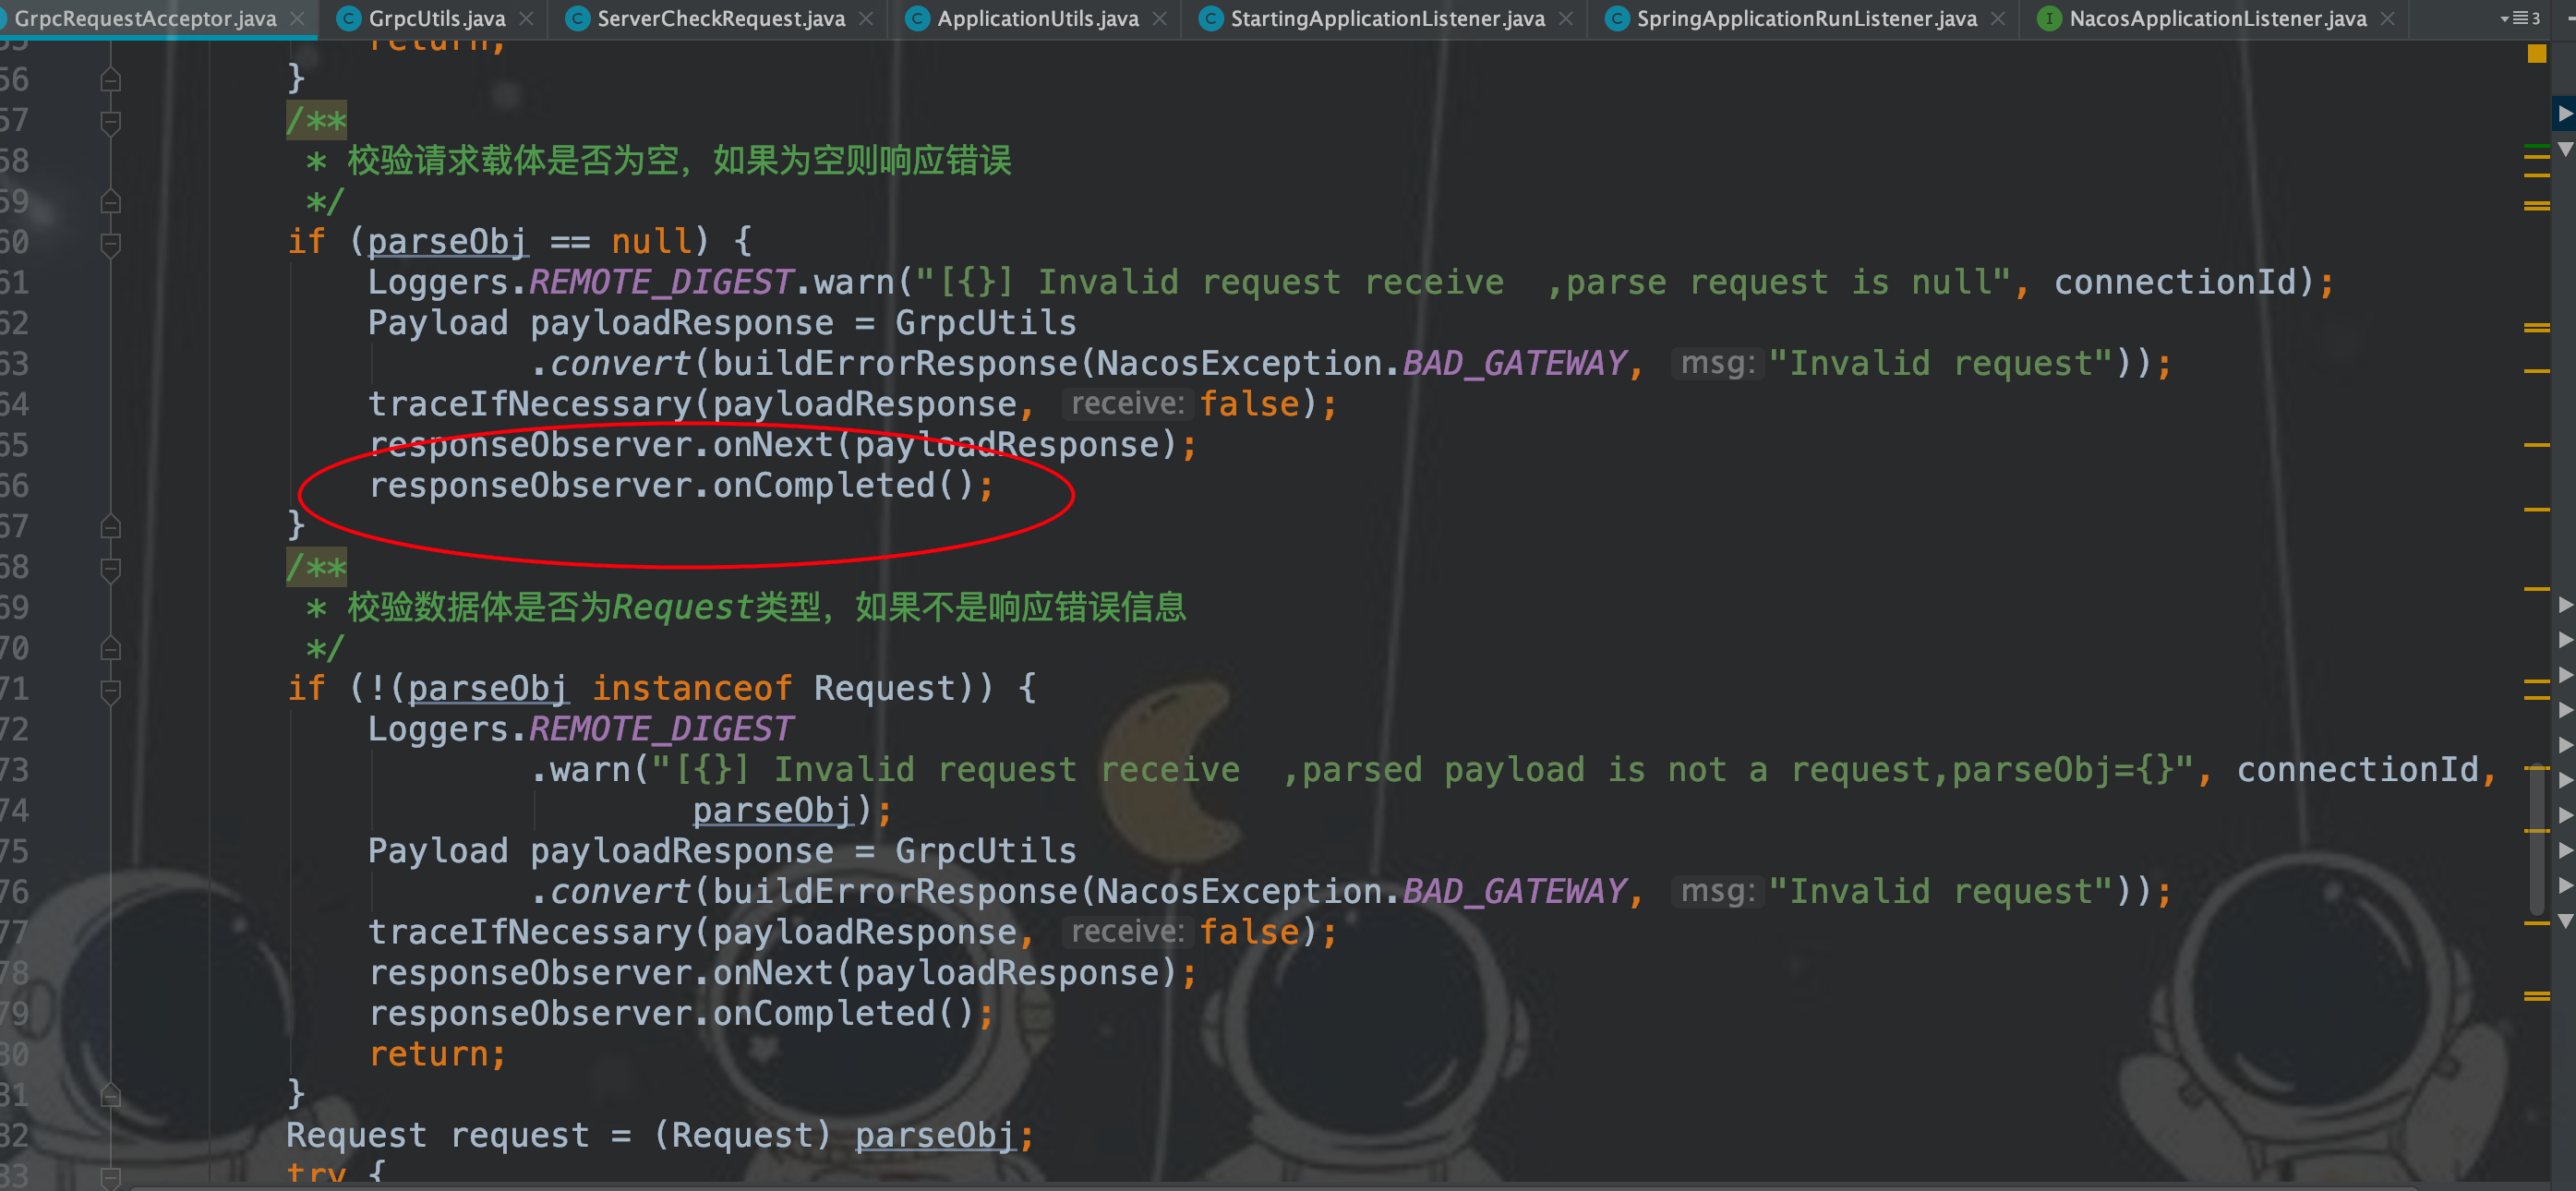 GrpcRequestAcceptor.java GrpcUtils.java ServerCheckRequest.java ApplicationUtils.java StartingApplicationListener.java SpringApplicationRunListener.java NacosApplicationListener.java 3
return;
56 }
57 /**
58 * 校验请求载体是否为空，如果为空则响应错误
59 */
60 if (parseObj == null) {
61 Loggers.REMOTE_DIGEST.warn("[{}] Invalid request receive  ,parse request is null", connectionId);
62 Payload payloadResponse = GrpcUtils
63 .convert(buildErrorResponse(NacosException.BAD_GATEWAY, msg: "Invalid request"));
64 traceIfNecessary(payloadResponse, receive: false);
65 responseObserver.onNext(payloadResponse);
66 responseObserver.onCompleted();
67 }
68 /**
69 * 校验数据体是否为Request类型，如果不是响应错误信息
70 */
71 if (!(parseObj instanceof Request)) {
72 Loggers.REMOTE_DIGEST
73 .warn("[{}] Invalid request receive  ,parsed payload is not a request,parseObj={}", connectionId,
74 parseObj);
75 Payload payloadResponse = GrpcUtils
76 .convert(buildErrorResponse(NacosException.BAD_GATEWAY, msg: "Invalid request"));
77 traceIfNecessary(payloadResponse, receive: false);
78 responseObserver.onNext(payloadResponse);
79 responseObserver.onCompleted();
80 return;
81 }
82 Request request = (Request) parseObj;
83 try {